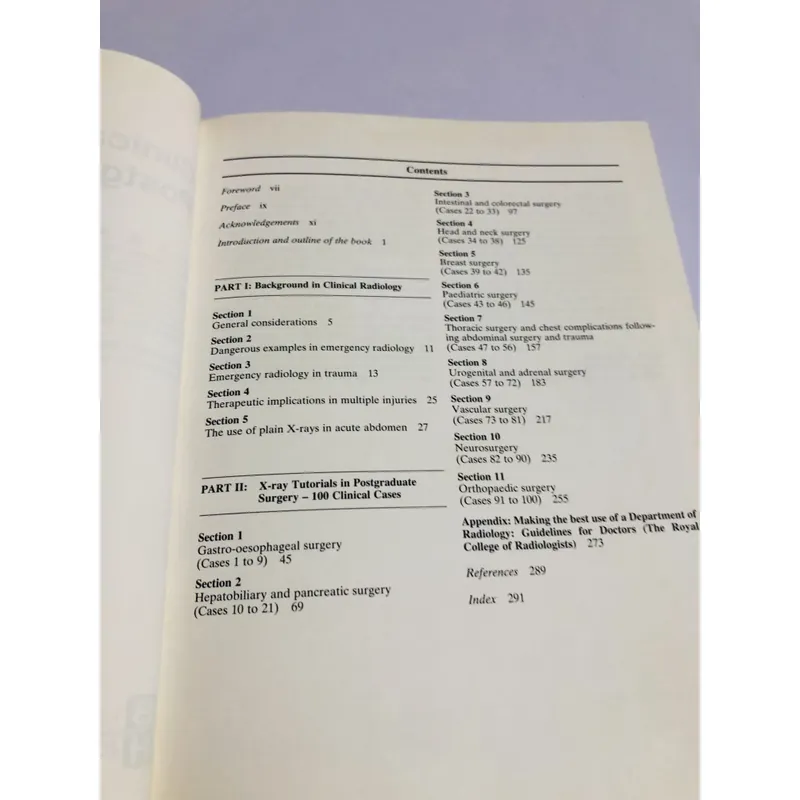 Contents
Foreword vii
Preface ix
Acknowledgements xi
Introduction and outline of the book 1
PART I: Background in Clinical Radiology
Section 1
General considerations 5
Section 2
Dangerous examples in emergency radiology 11
Section 3
Emergency radiology in trauma 13
Section 4
Therapeutic implications in multiple injuries 25
Section 5
The use of plain X-rays in acute abdomen 27
PART II: X-ray Tutorials in Postgraduate
Surgery – 100 Clinical Cases
Section 1
Gastro-oesophageal surgery
(Cases 1 to 9) 45
Section 2
Hepatobiliary and pancreatic surgery
(Cases 10 to 21) 69
Section 3
Intestinal and colorectal surgery
(Cases 22 to 33) 97
Section 4
Head and neck surgery
(Cases 34 to 38) 125
Section 5
Breast surgery
(Cases 39 to 42) 135
Section 6
Paediatric surgery
(Cases 43 to 46) 145
Section 7
Thoracic surgery and chest complications follow-
ing abdominal surgery and trauma
(Cases 47 to 56) 157
Section 8
Urogenital and adrenal surgery
(Cases 57 to 72) 183
Section 9
Vascular surgery
(Cases 73 to 81) 217
Section 10
Neurosurgery
(Cases 82 to 90) 235
Section 11
Orthopaedic surgery
(Cases 91 to 100) 255
Appendix: Making the best use of a Department of
Radiology: Guidelines for Doctors (The Royal
College of Radiologists) 273
References 289
Index 291